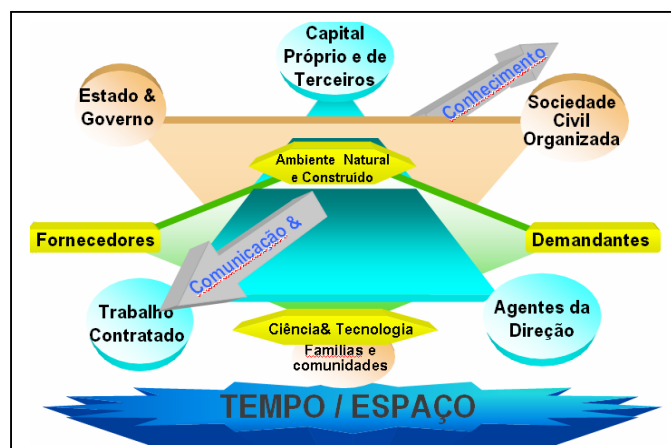 Capital
Próprio e de
Terceiros
Conhecimento
Estado &
Governo
Sociedade
Civil
Organizada
Ambiente Natural
e Construído
Fornecedores
Demandantes
Comunicação &
Trabalho
Contratado
Agentes da
Direção
Ciência& Tecnologia
Famílias e
comunidades
TEMPO / ESPAÇO